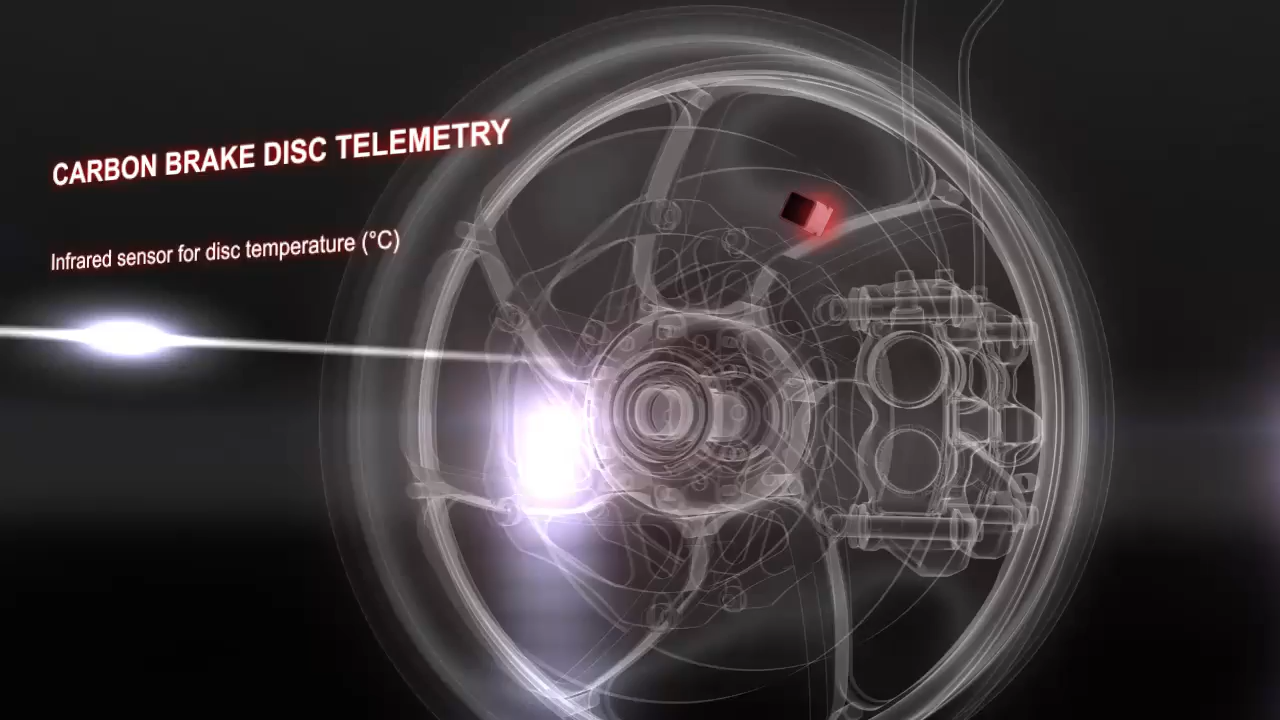 CARBON BRAKE DISC TELEMETRY
Infrared sensor for disc temperature (°C)